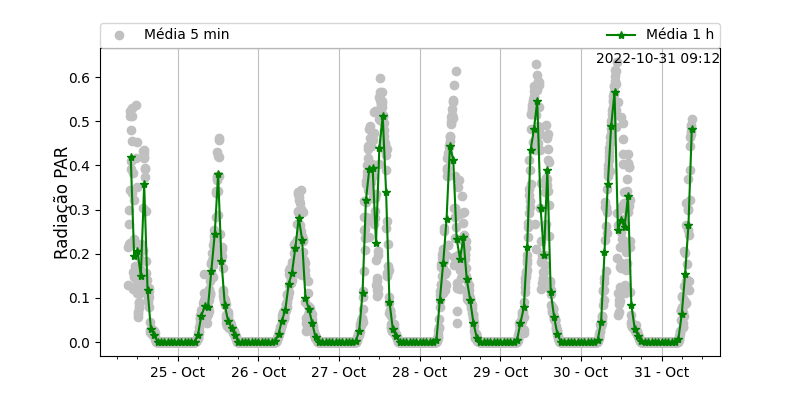 Média 5 min
Média 1 h
2022-10-31 09:12
Radiação PAR
0.6
0.5
0.4
0.3
0.2
0.1
0.0
25 - Oct
26 - Oct
27 - Oct
28 - Oct
29 - Oct
30 - Oct
31 - Oct